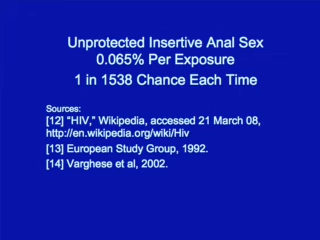 Unprotected Insertive Anal Sex
0.065% Per Exposure
1 in 1538 Chance Each Time
Sources:
[12] "HIV," Wikipedia, accessed 21 March 08,
http://en.wikipedia.org/wiki/Hiv
[13] European Study Group, 1992.
[14] Varghese et al, 2002.